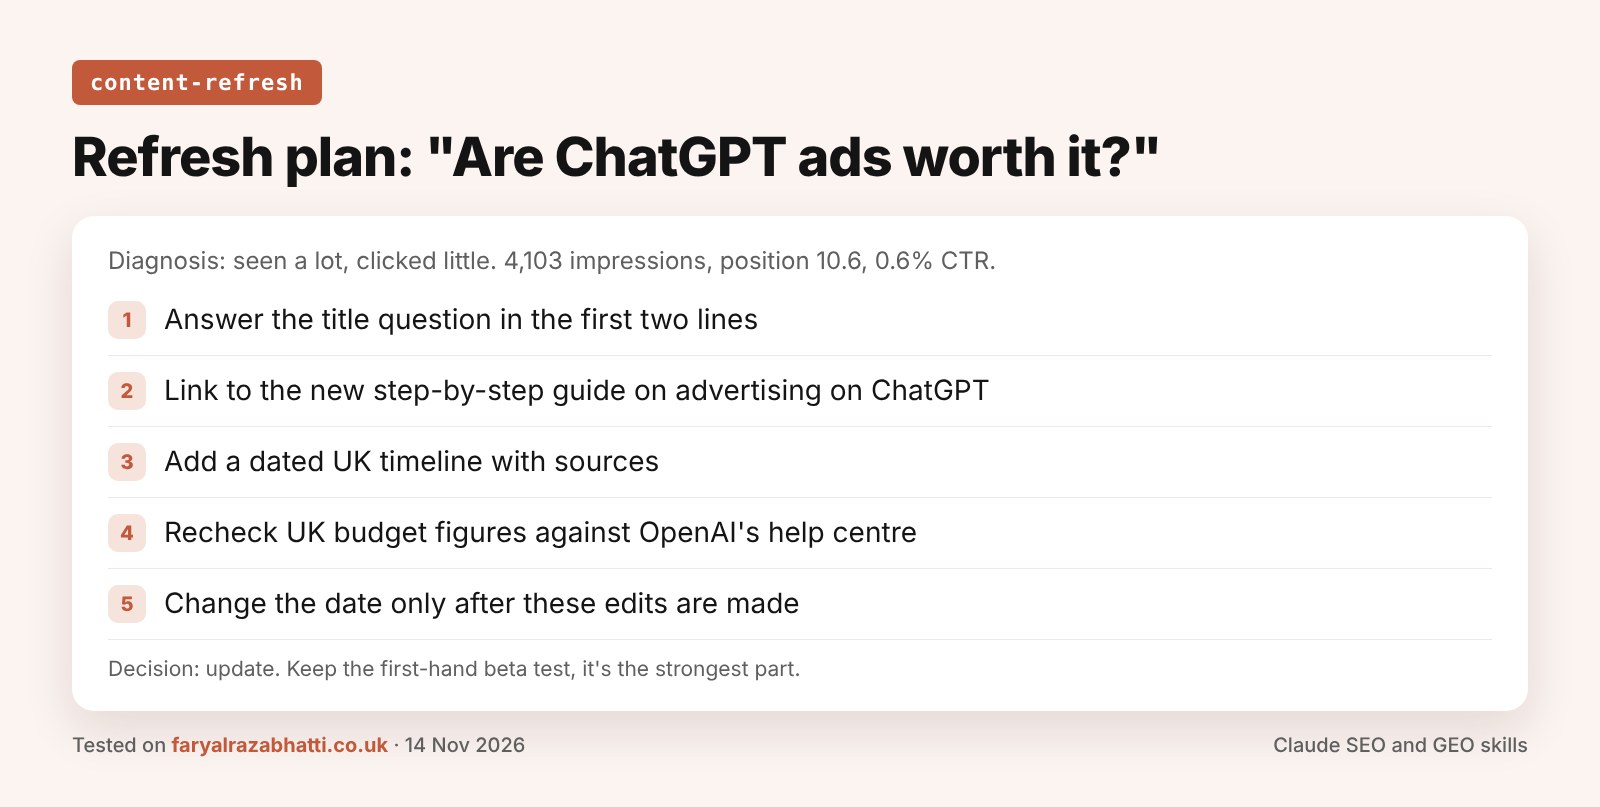 content-refresh
Refresh plan: "Are ChatGPT ads worth it?"
Diagnosis: seen a lot, clicked little. 4,103 impressions, position 10.6, 0.6% CTR.
1 Answer the title question in the first two lines
2 Link to the new step-by-step guide on advertising on ChatGPT
3 Add a dated UK timeline with sources
4 Recheck UK budget figures against OpenAI's help centre
5 Change the date only after these edits are made
Decision: update. Keep the first-hand beta test, it's the strongest part.
Tested on faryalrazabhatti.co.uk · 14 Nov 2026
Claude SEO and GEO skills